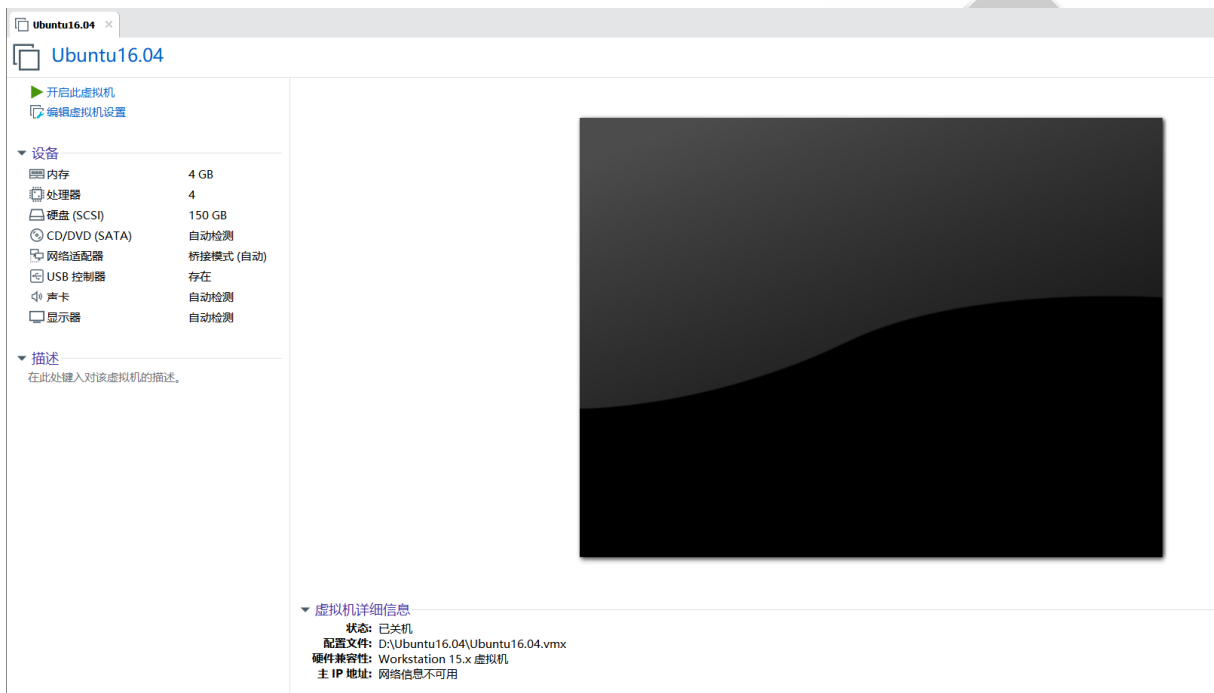 Ubuntu16.04
Ubuntu16.04
开启此虚拟机
编辑虚拟机设置
设备
内存 4 GB
处理器 4
硬盘 (SCSI) 150 GB
CD/DVD (SATA) 自动检测
网络适配器 桥接模式 (自动)
USB 控制器 存在
声卡 自动检测
显示器 自动检测
描述
在此处键入对该虚拟机的描述。
虚拟机详细信息
状态: 已关机
配置文件: D:\Ubuntu16.04\Ubuntu16.04.vmx
硬件兼容性: Workstation 15.x 虚拟机
主 IP 地址: 网络信息不可用